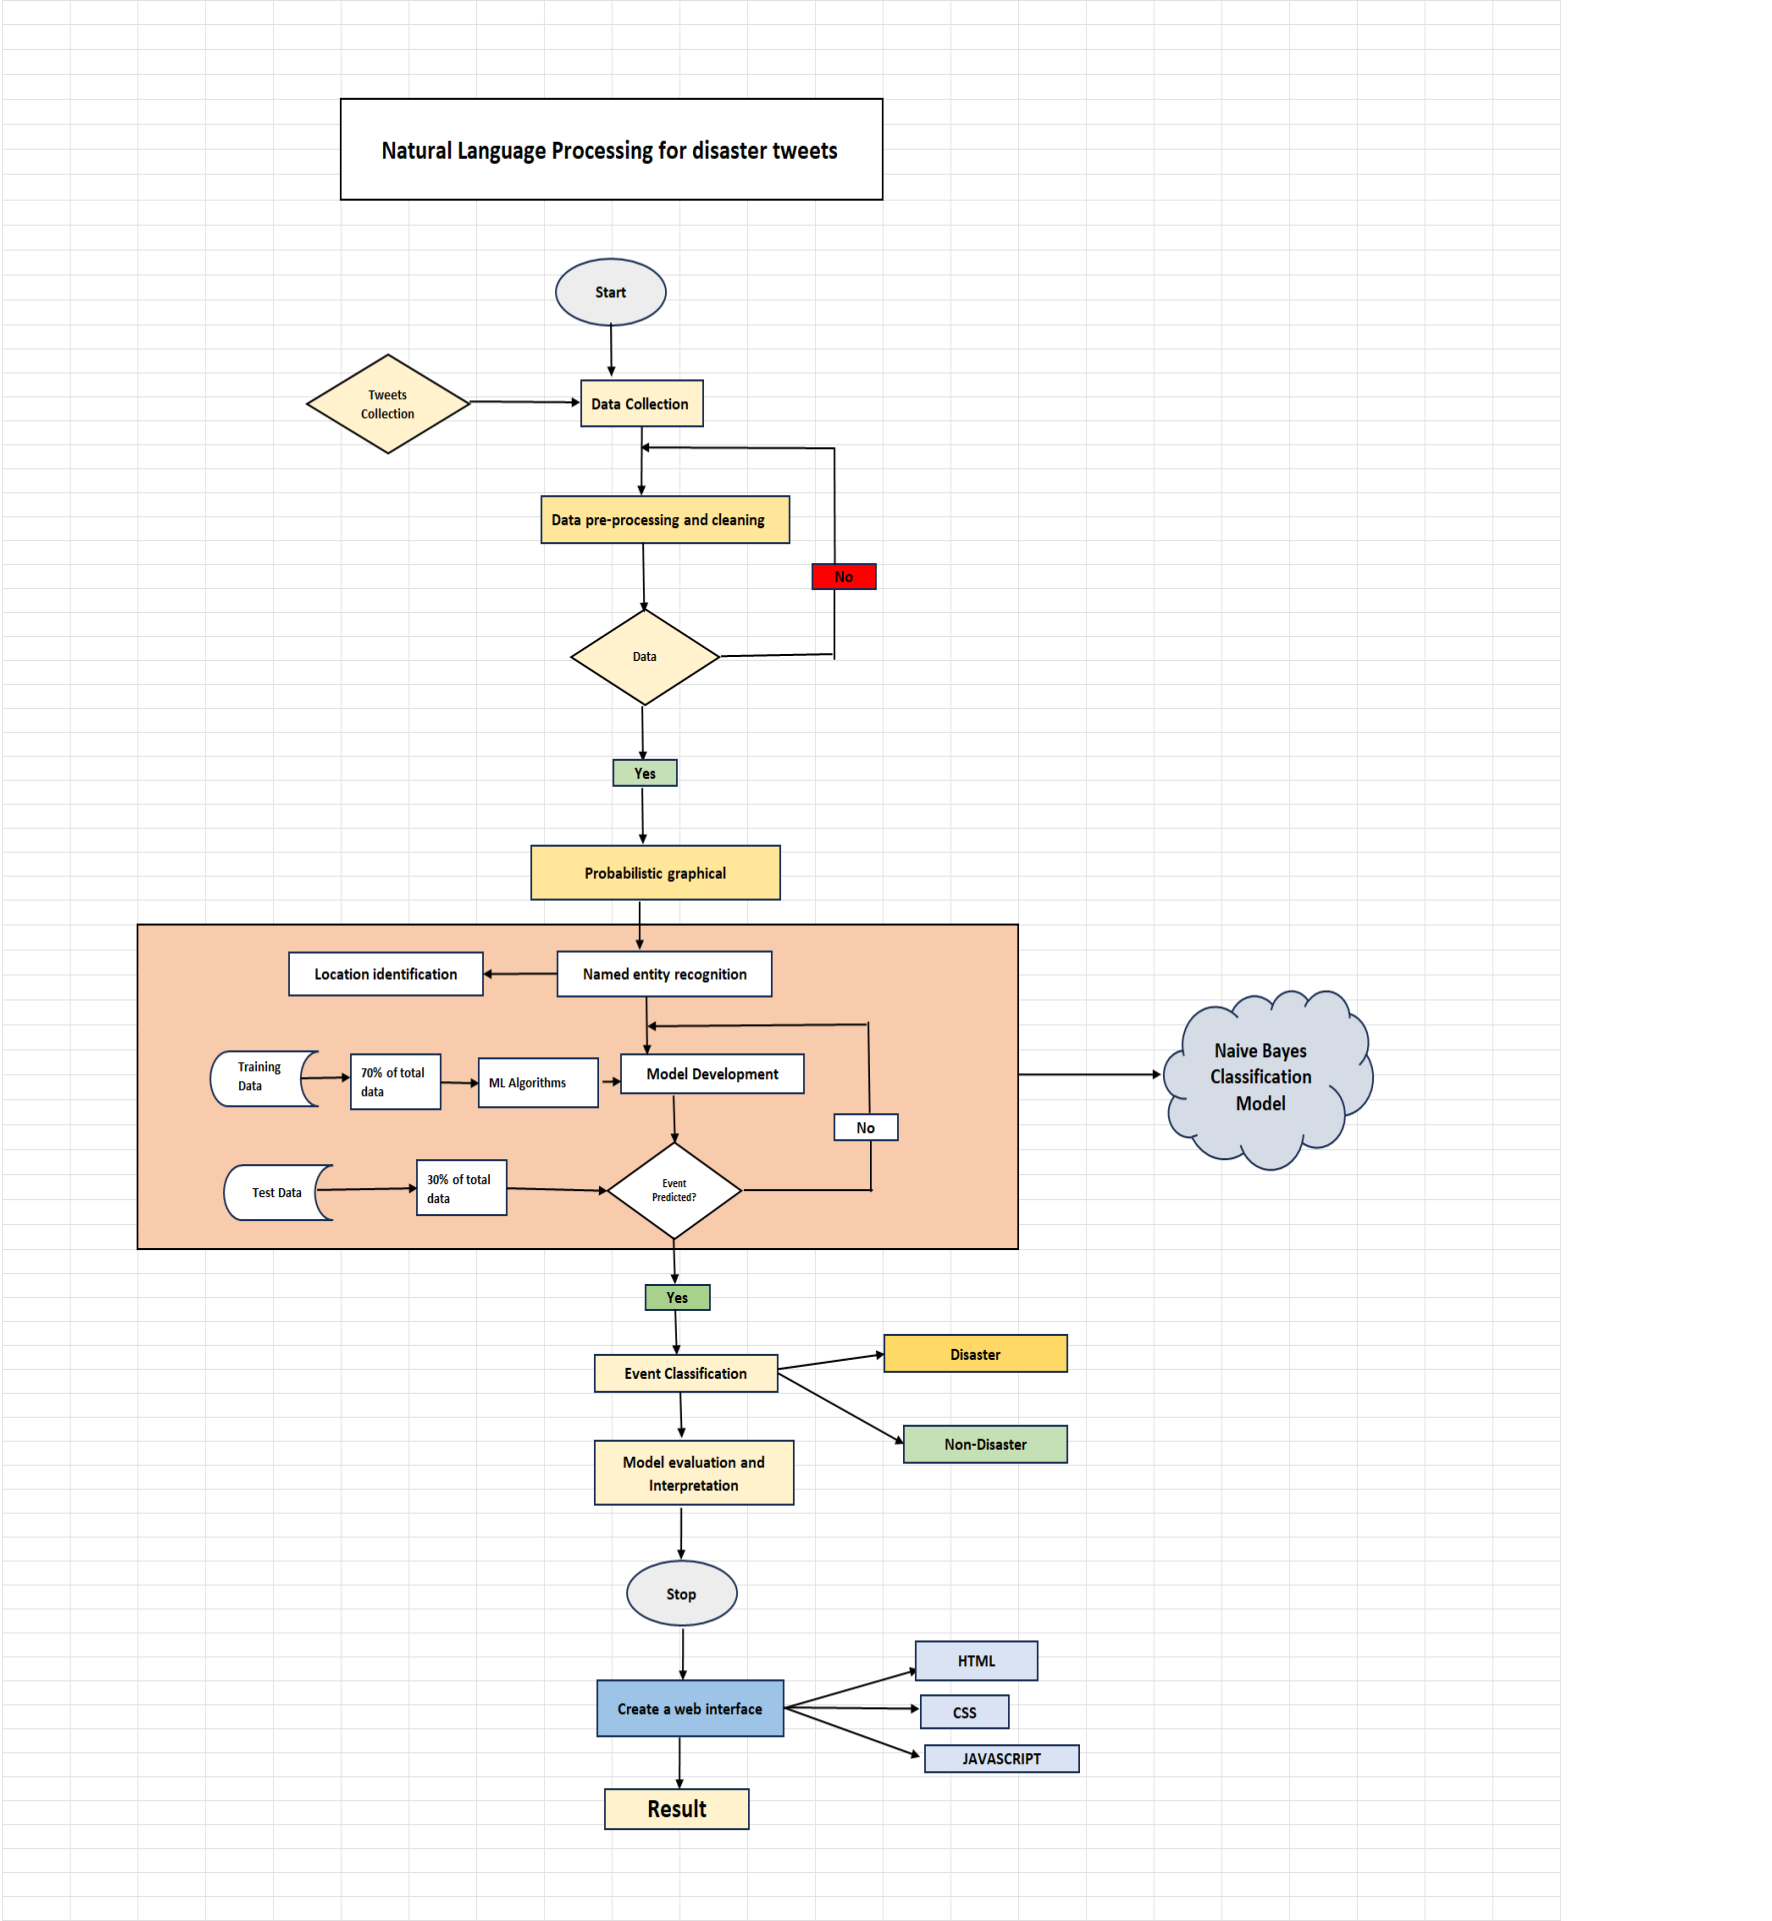 Natural Language Processing for disaster tweets
Start
Tweets
Collection
Data Collection
Data pre-processing and cleaning
No
Data
Yes
Probabilistic graphical
Location identification
Named entity recognition
Training
Data
70% of total
data
ML Algorithms
Model Development
Naive Bayes
Classification
Model
No
Test Data
30% of total
data
Event
Predicted?
Yes
Event Classification
Disaster
Non-Disaster
Model evaluation and
Interpretation
Stop
HTML
Create a web interface
CSS
JAVASCRIPT
Result